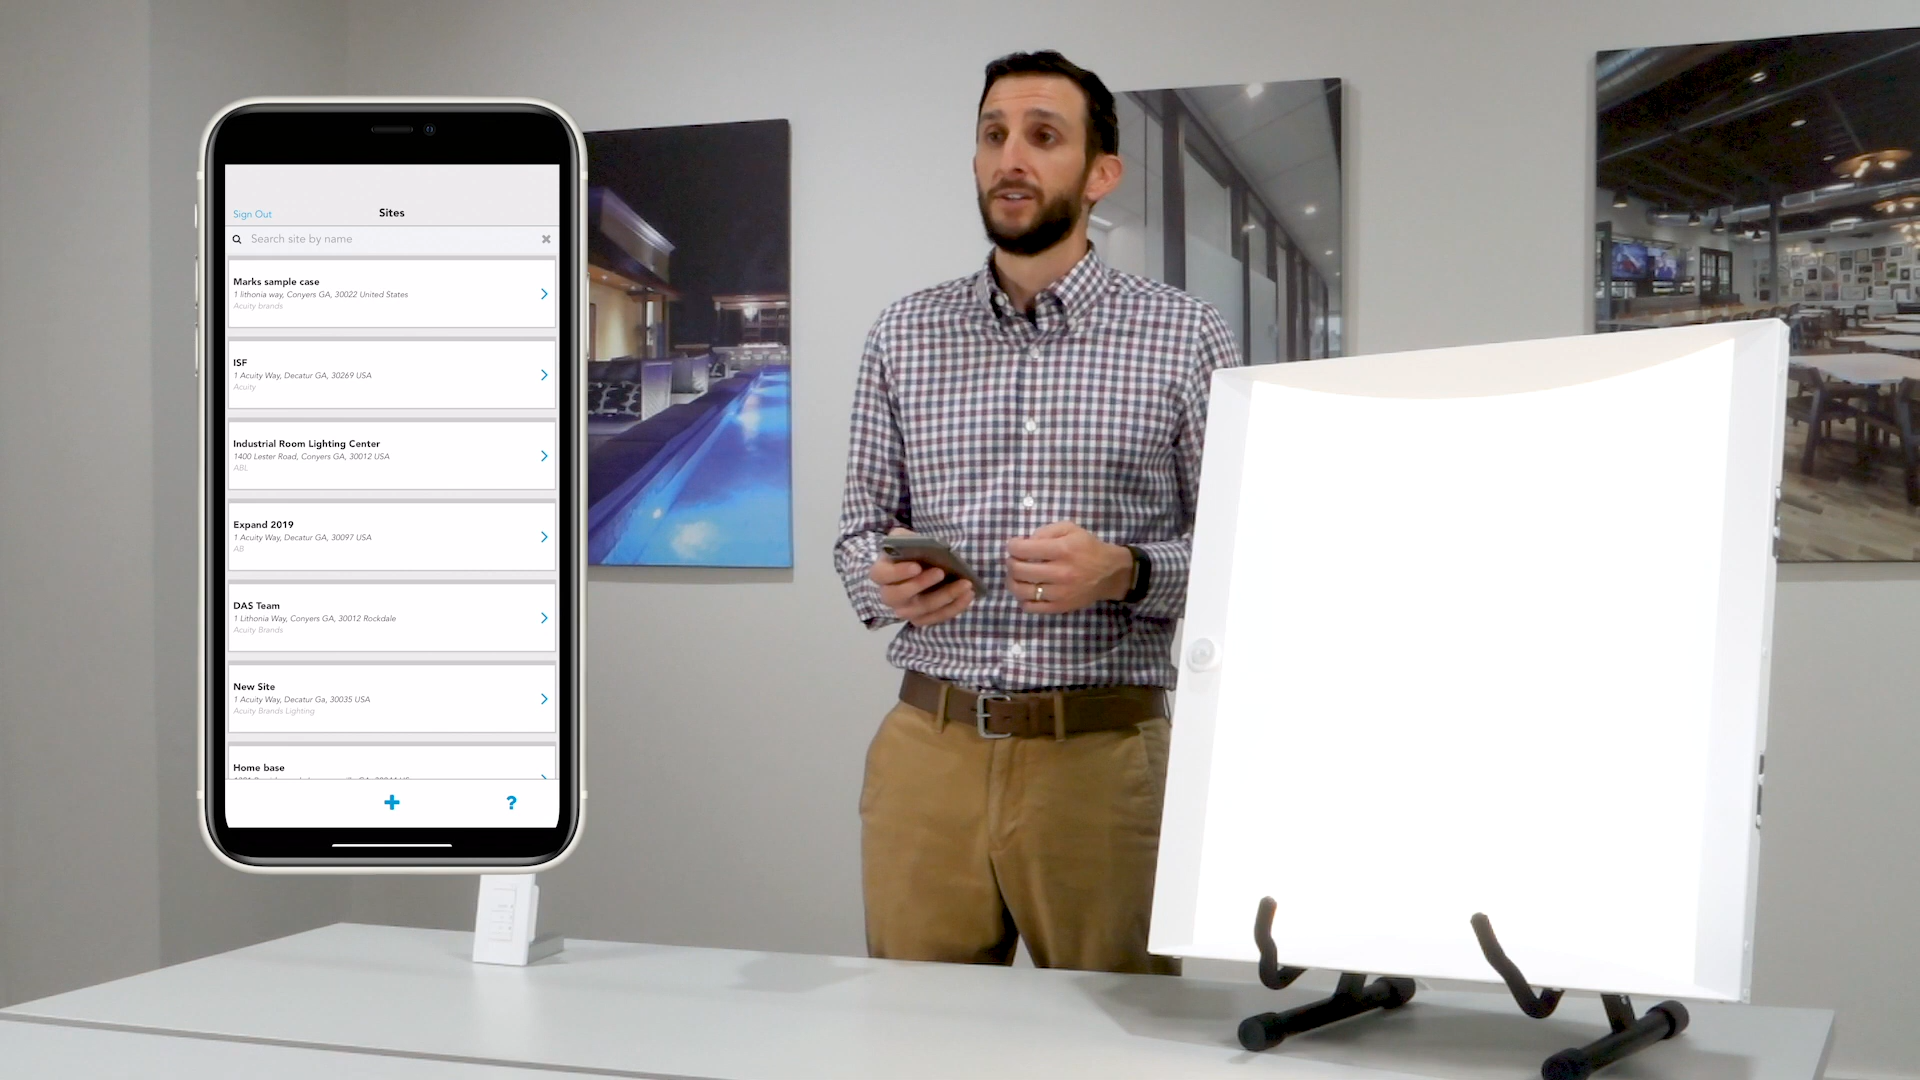 Sign Out
Sites
Search site by name
Marks sample case
1 lithonia way, Conyers GA, 30022 United States
Acuity brands
ISF
1 Acuity Way, Decatur GA, 30269 USA
Acuity
Industrial Room Lighting Center
1400 Lester Road, Conyers GA, 30012 USA
ABL
Expand 2019
1 Acuity Way, Decatur GA, 30097 USA
AB
DAS Team
1 Lithonia Way, Conyers GA, 30012 Rockdale
Acuity Brands
New Site
1 Acuity Way, Decatur Ga, 30035 USA
Acuity Brands Lighting
Home base
+
?